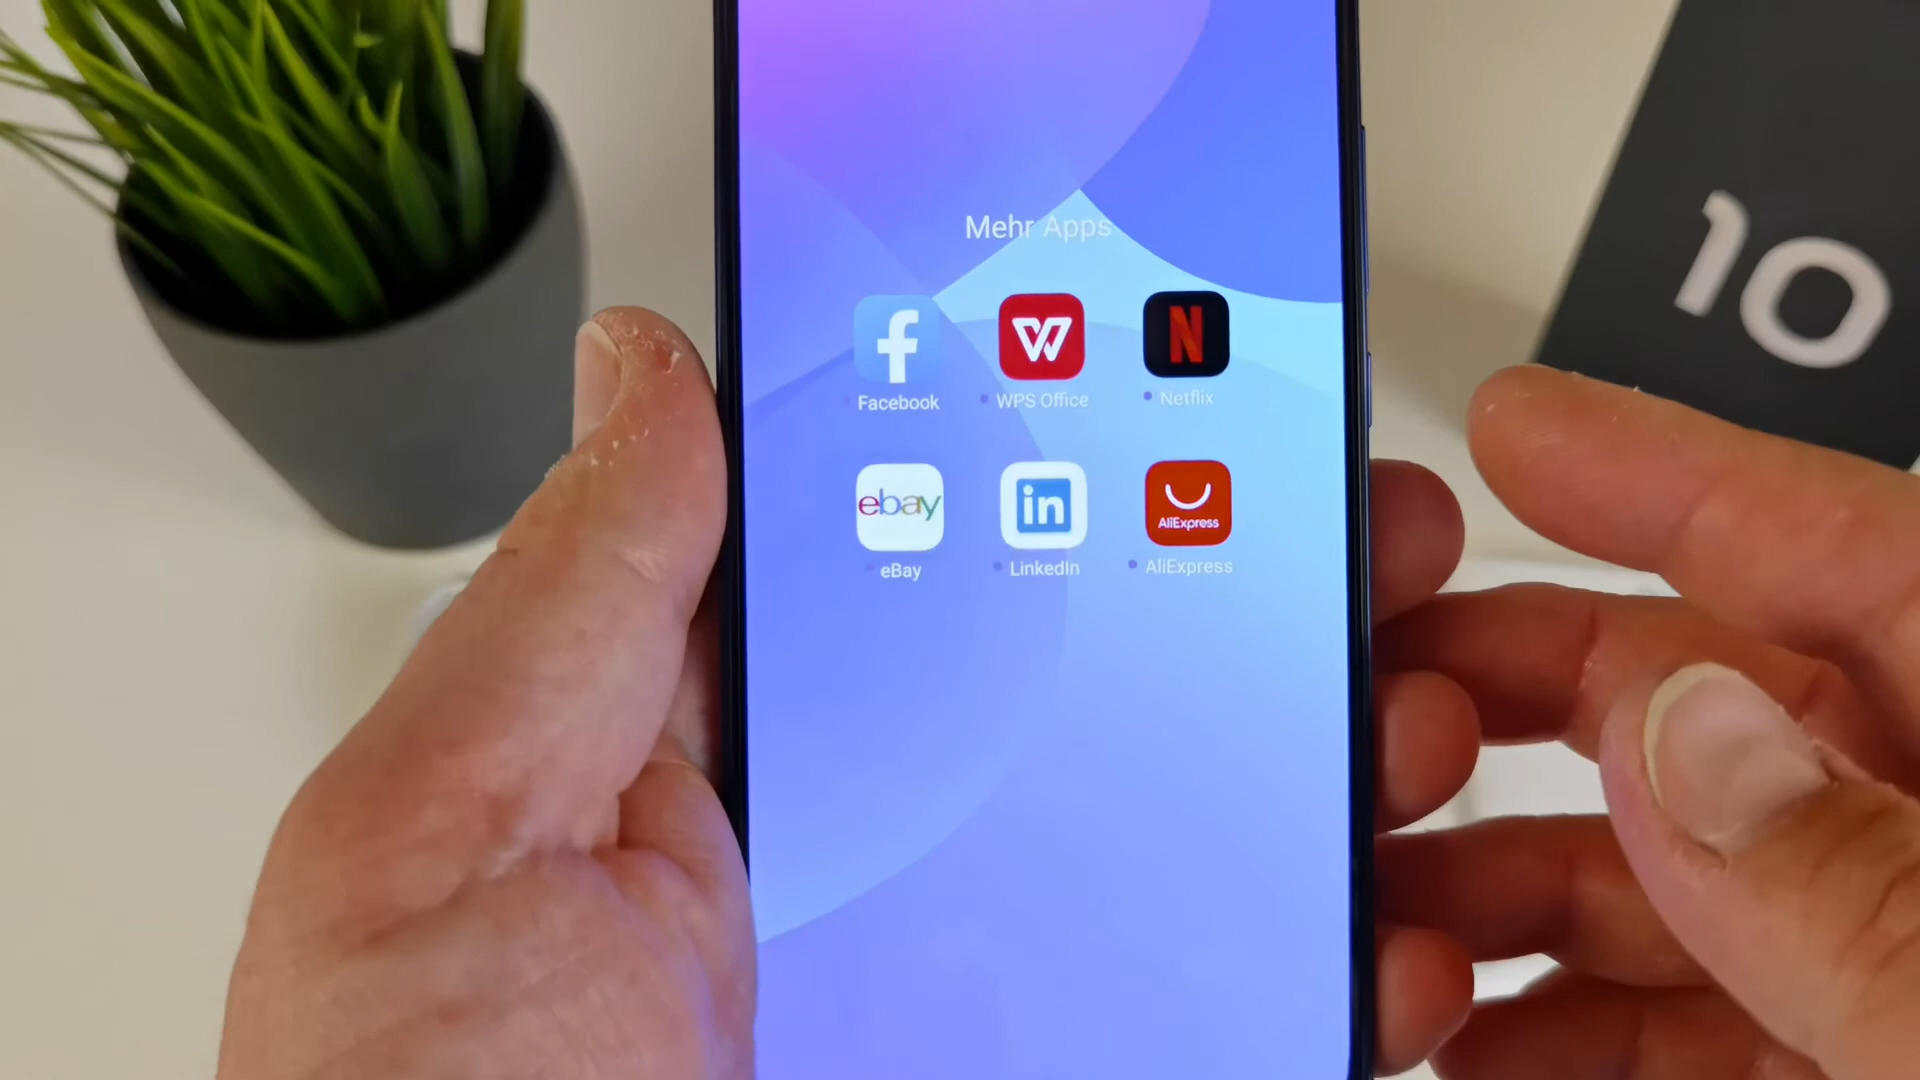 Mehr Apps
Facebook
WPS Office
N
Netflix
ebay
eBay
in
LinkedIn
AliExpress
AliExpress
10